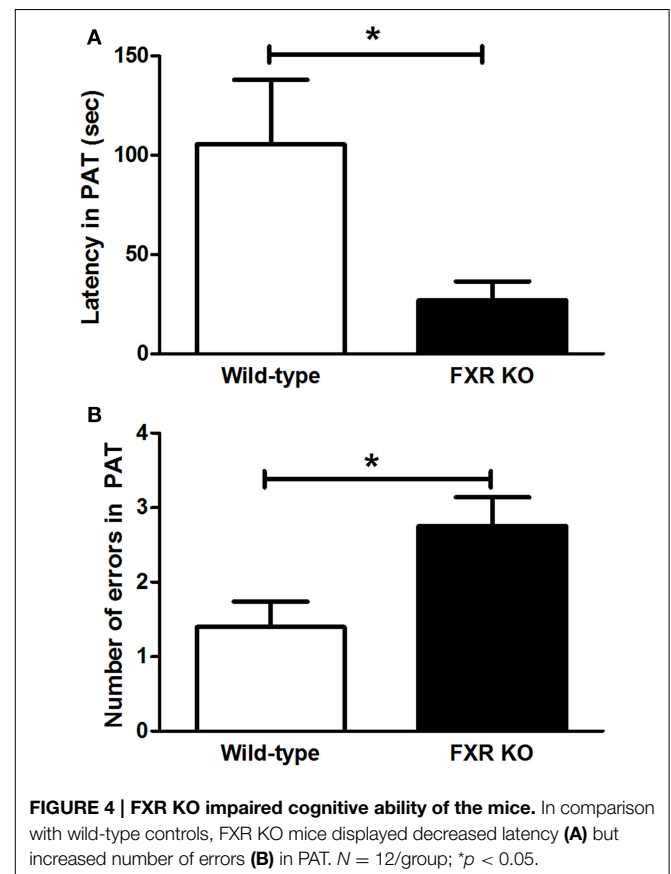 A
*
Latency in PAT (sec)
150
100
50
0
Wild-type FXR KO
B
*
Number of errors in PAT
4
3
2
1
0
Wild-type FXR KO
FIGURE 4 | FXR KO impaired cognitive ability of the mice. In comparison
with wild-type controls, FXR KO mice displayed decreased latency (A) but
increased number of errors (B) in PAT. N = 12/group; *p < 0.05.